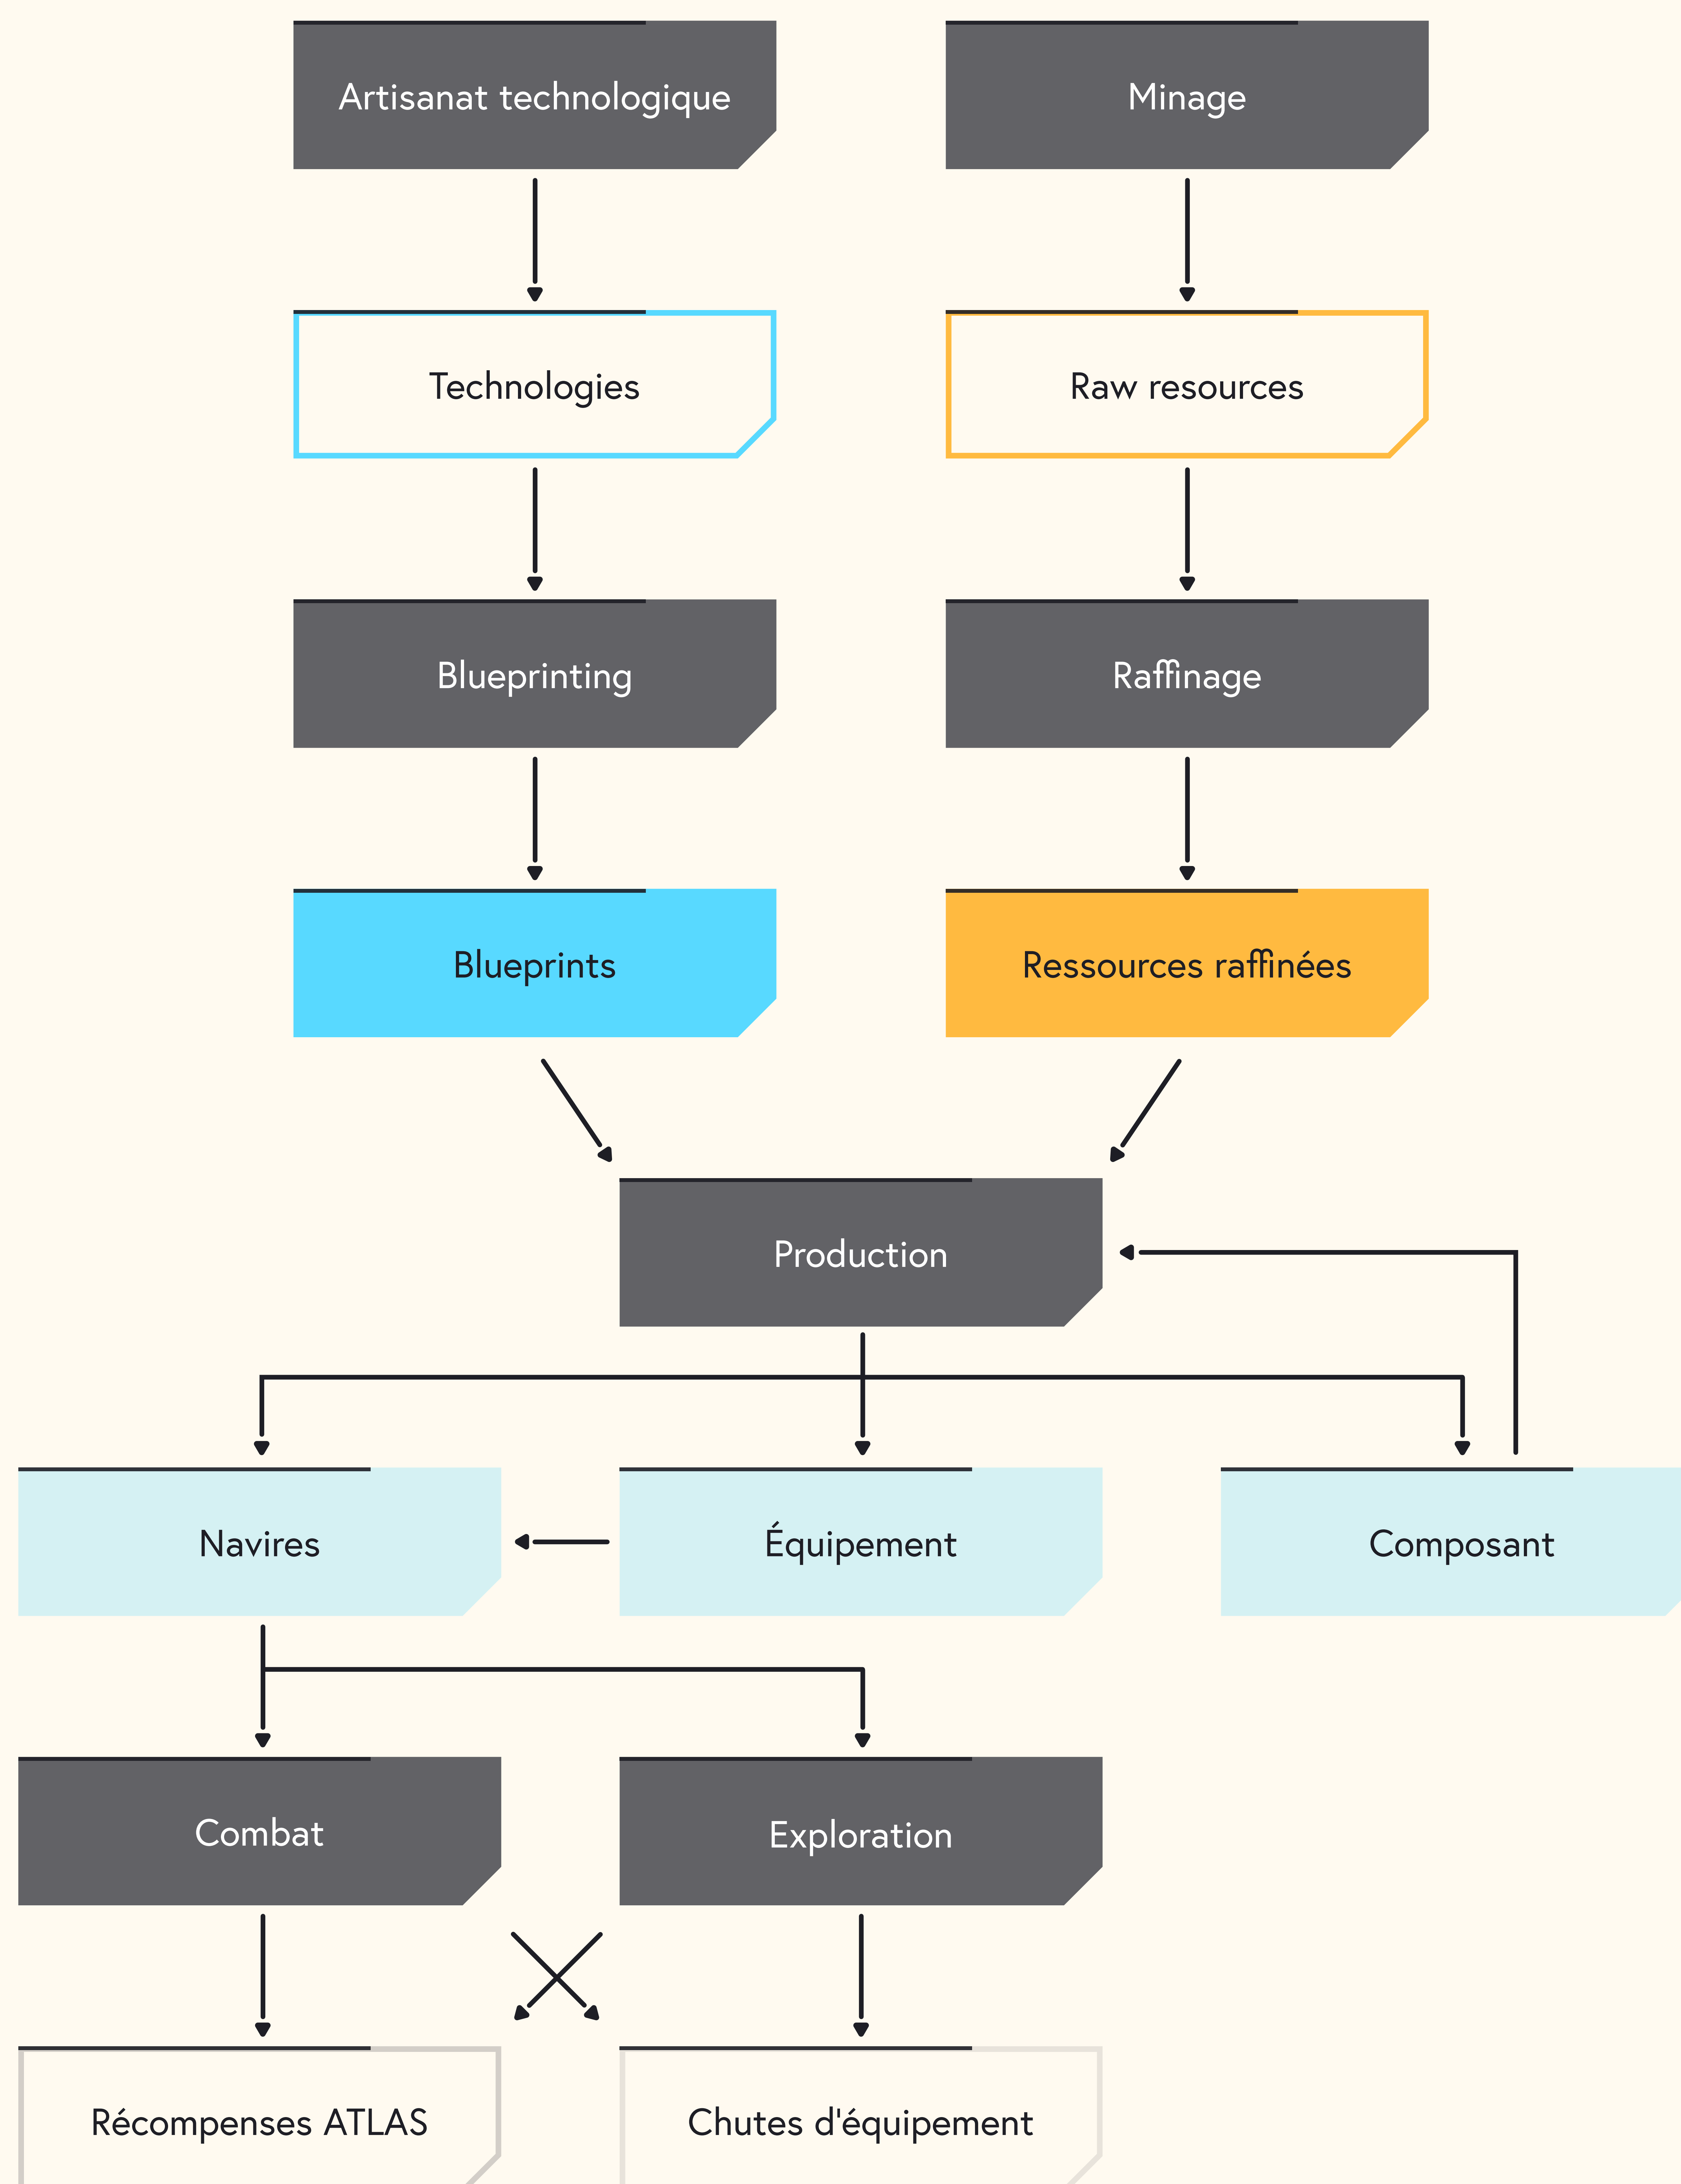 Artisanat technologique
Minage
Technologies
Raw resources
Blueprinting
Raffinage
Blueprints
Ressources raffinées
Production
Navires
Équipement
Composant
Combat
Exploration
Récompenses ATLAS
Chutes d'équipement